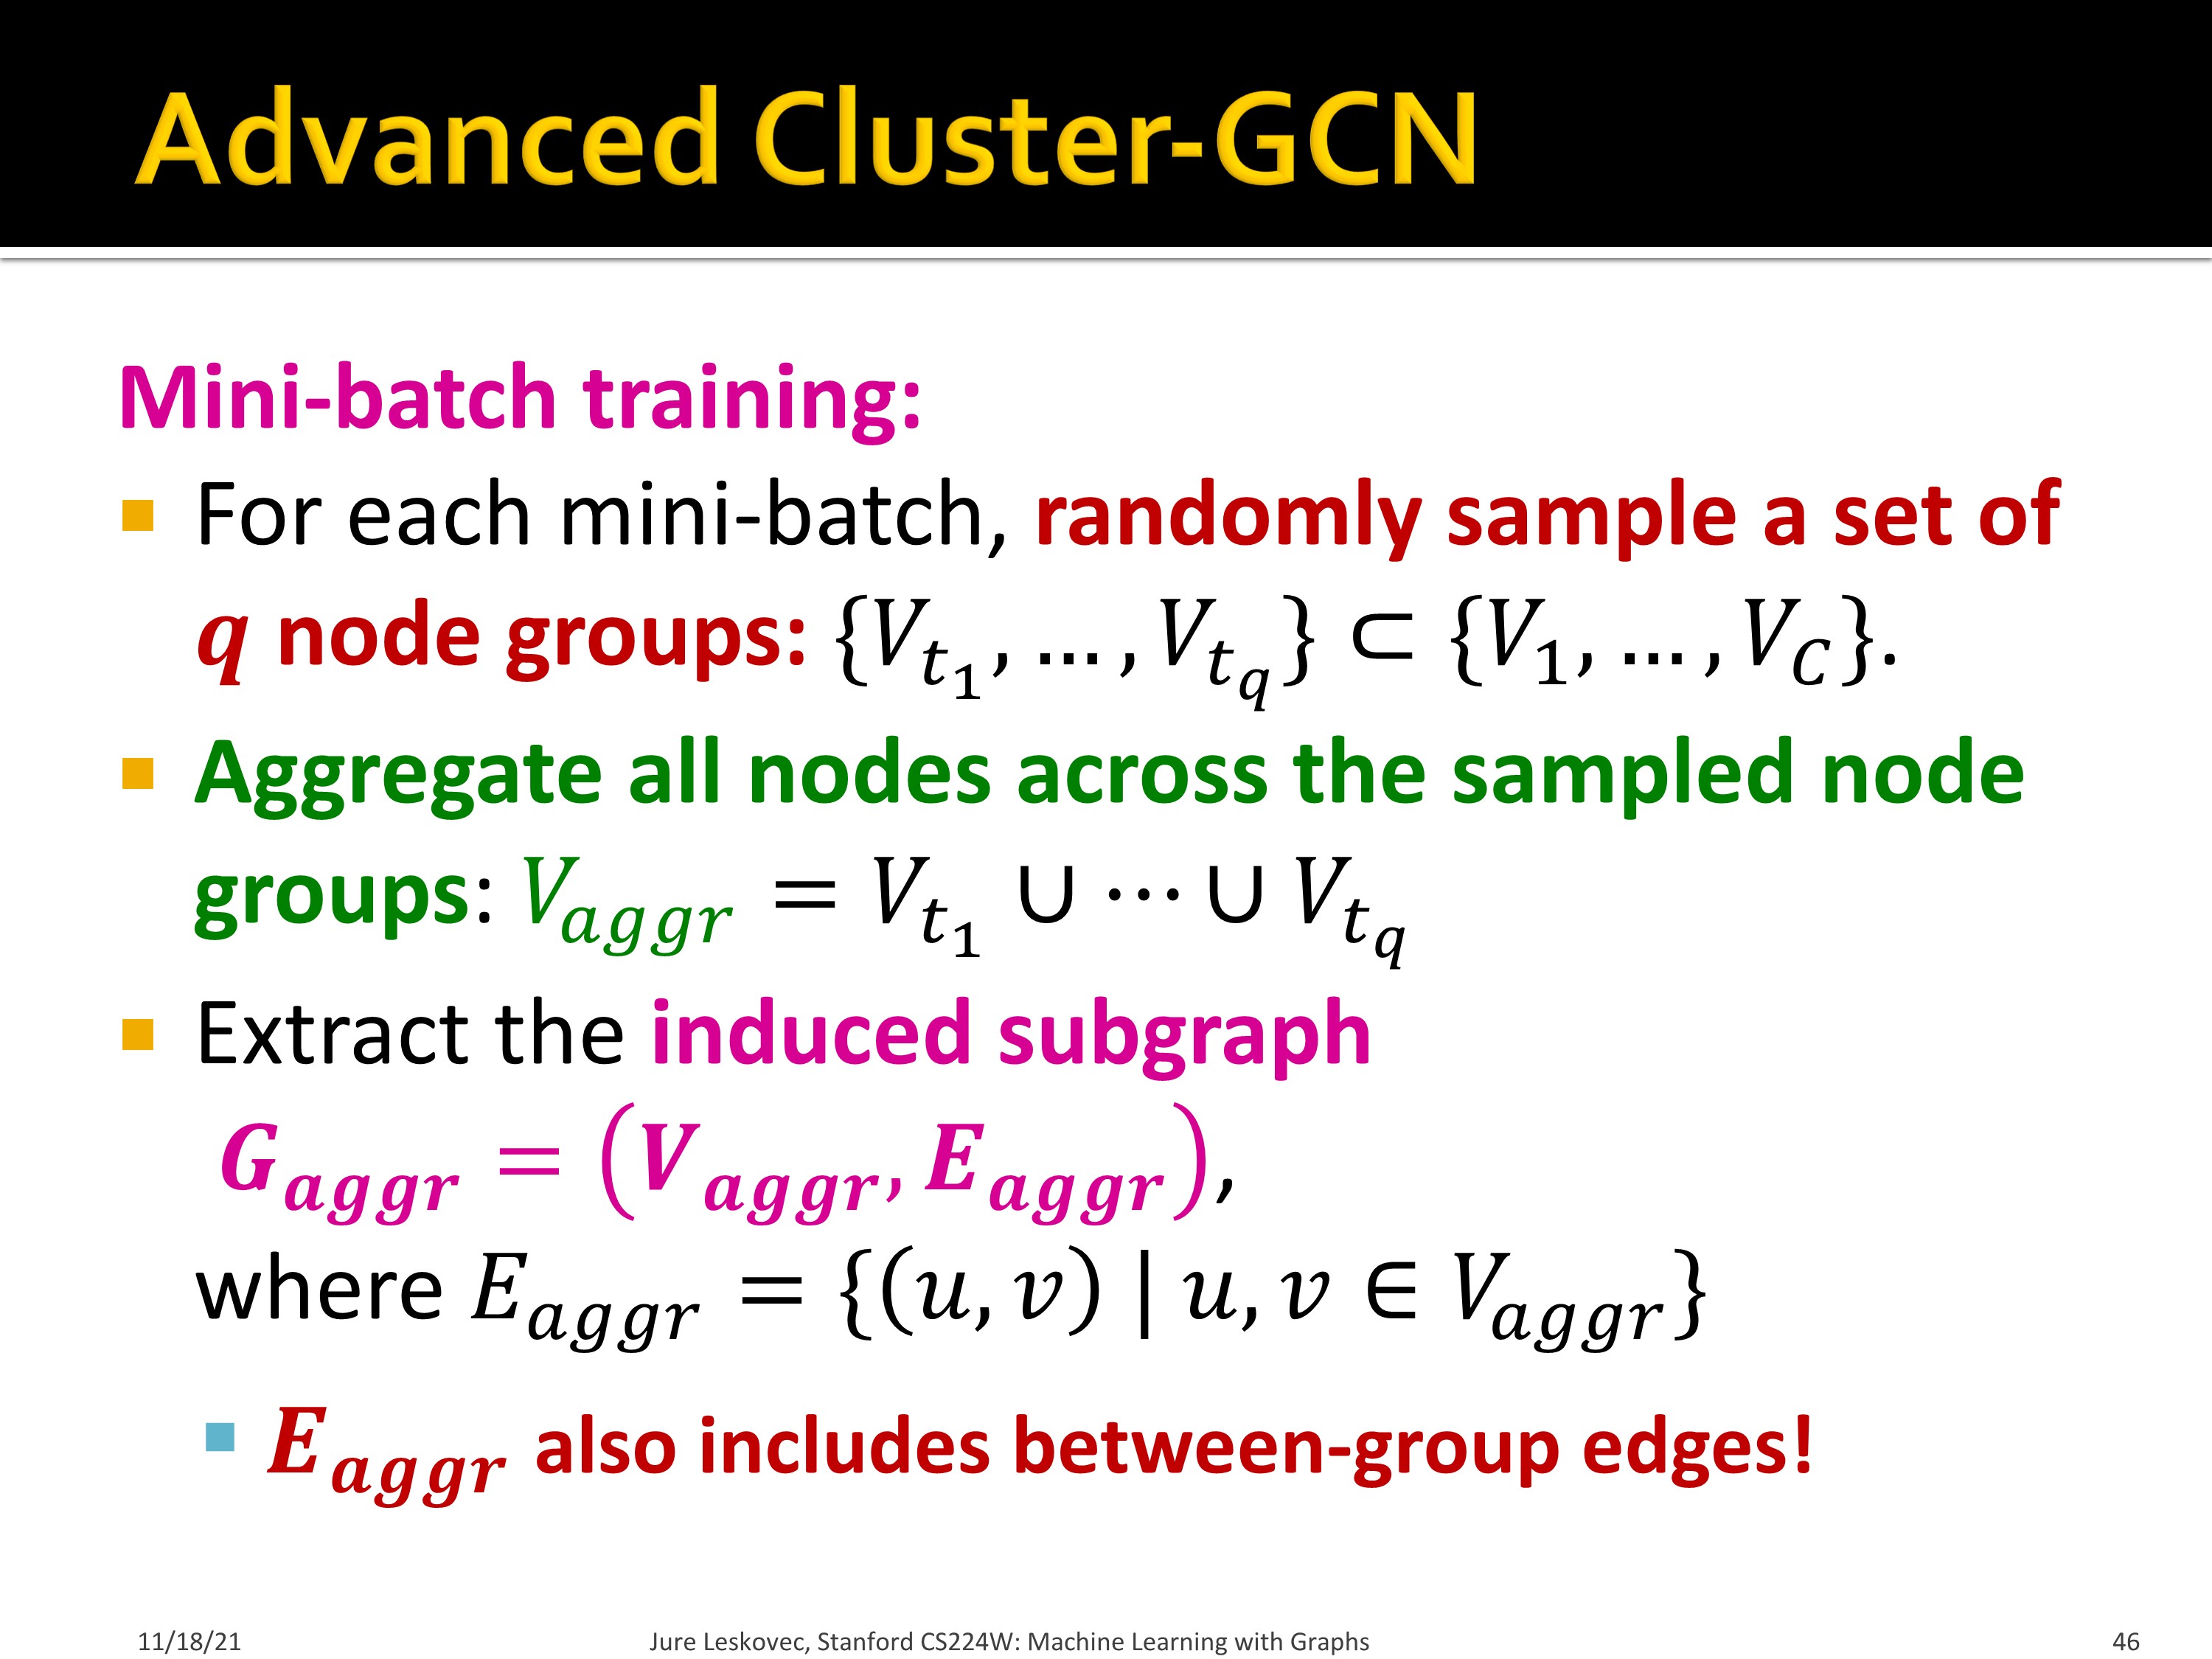 Advanced Cluster-GCN
Mini-batch training:
■ For each mini-batch, randomly sample a set of
q node groups: {V_{t_1}, … , V_{t_q}} ⊂ {V_1, … , V_C}.
■ Aggregate all nodes across the sampled node
groups: V_{aggr} = V_{t_1} ∪ ⋯ ∪ V_{t_q}
■ Extract the induced subgraph
G_{aggr} = (V_{aggr}, E_{aggr}),
where E_{aggr} = {(u, v) | u, v ∈ V_{aggr}}
■ E_{aggr} also includes between-group edges!
11/18/21 Jure Leskovec, Stanford CS224W: Machine Learning with Graphs 46